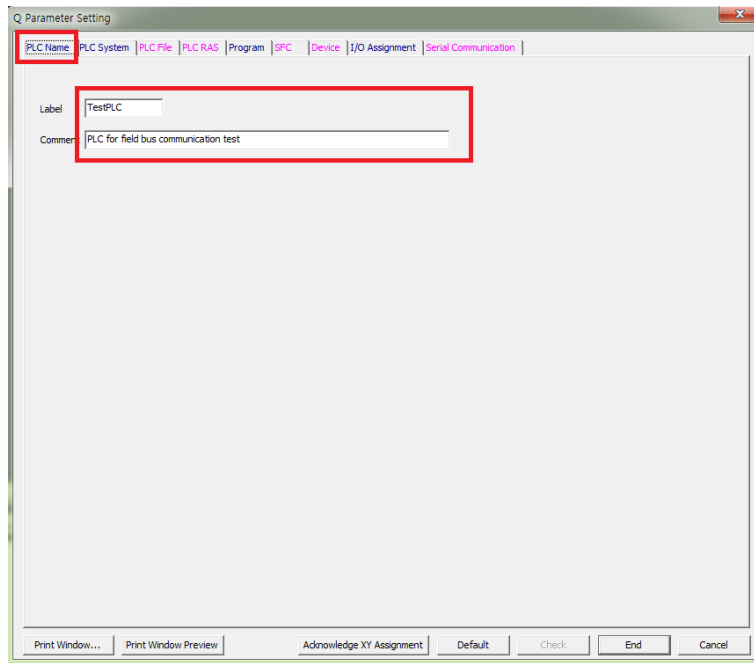 Q Parameter Setting
PLC Name PLC System PLC File PLC RAS Program SFC Device I/O Assignment Serial Communication
Label TestPLC
Commen PLC for field bus communication test
Print Window... Print Window Preview Acknowledge XY Assignment Default Check End Cancel